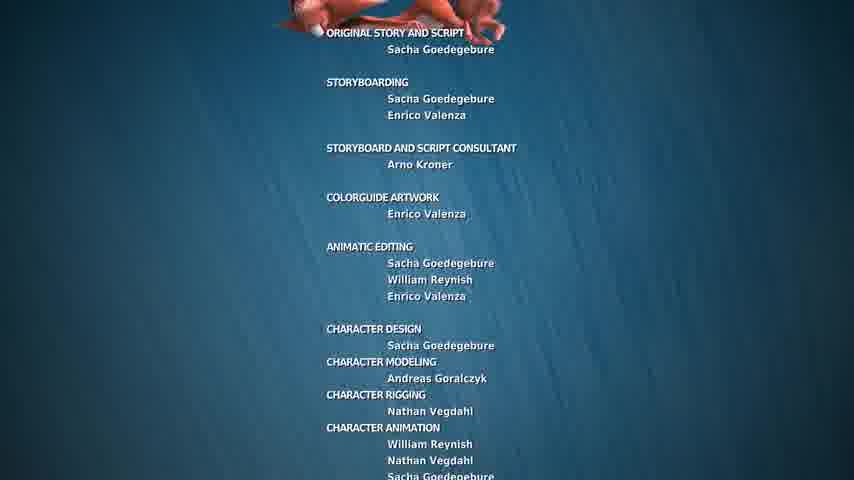 ORIGINAL STORY AND SCRIPT
Sacha Goedegebure
STORYBOARDING
Sacha Goedegebure
Enrico Valenza
STORYBOARD AND SCRIPT CONSULTANT
Arno Kroner
COLORGUIDE ARTWORK
Enrico Valenza
ANIMATIC EDITING
Sacha Goedegebure
William Reynish
Enrico Valenza
CHARACTER DESIGN
Sacha Goedegebure
CHARACTER MODELING
Andreas Goralczyk
CHARACTER RIGGING
Nathan Vegdahl
CHARACTER ANIMATION
William Reynish
Nathan Vegdahl
Sacha Goedegebure